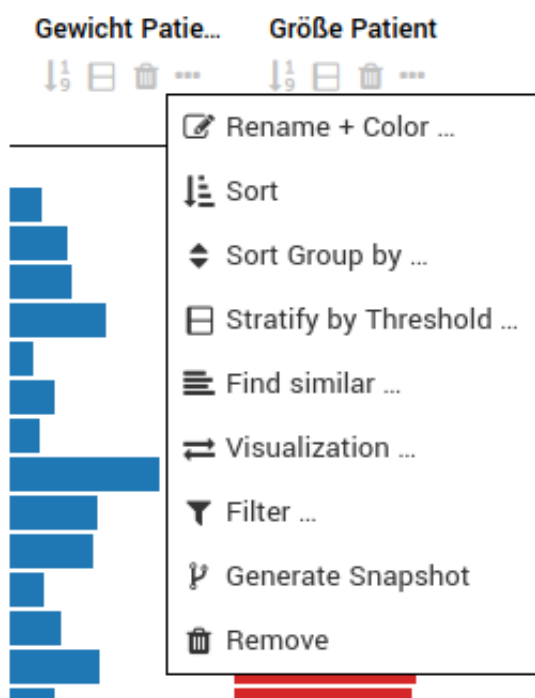 Gewicht Patie... Größe Patient
Rename + Color ...
Sort
Sort Group by ...
Stratify by Threshold ...
Find similar ...
Visualization ...
Filter ...
Generate Snapshot
Remove